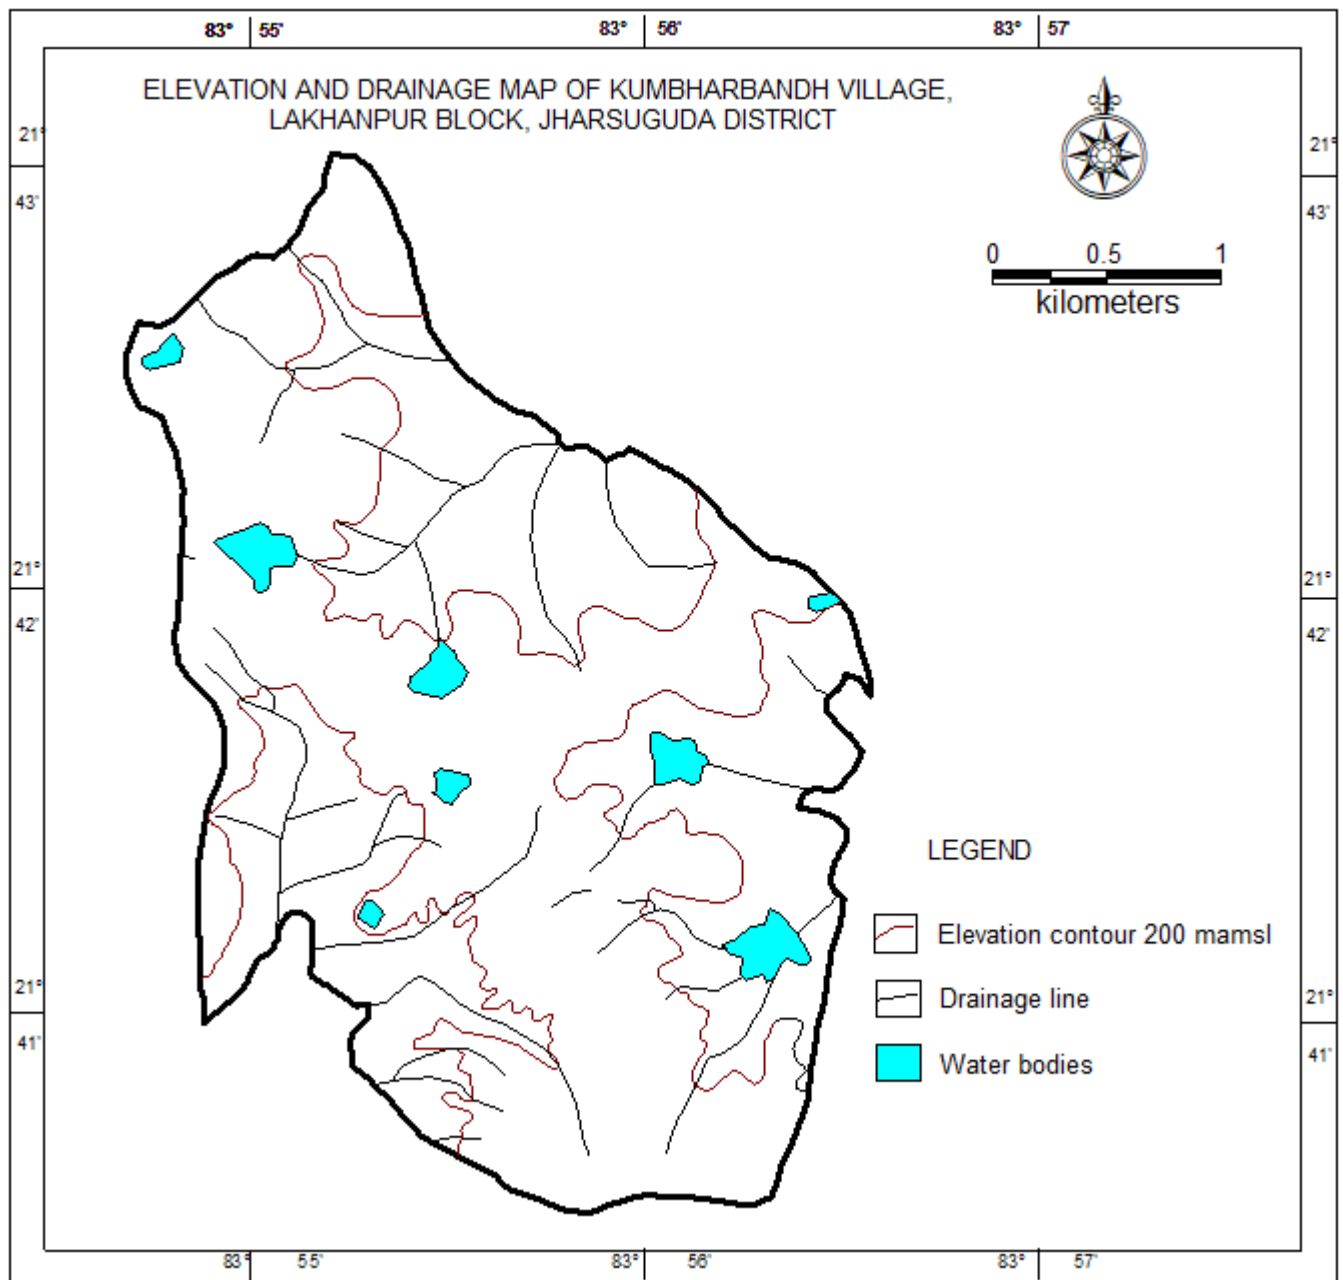 83° 55' 83° 56' 83° 57'
ELEVATION AND DRAINAGE MAP OF KUMBHARBANDH VILLAGE,
LAKHANPUR BLOCK, JHARSUGUDA DISTRICT
21° 21°
43' 43'
0 0.5 1
kilometers
21° 21°
42' 42'
LEGEND
Elevation contour 200 mamsl
Drainage line
21° 21°
41' 41'
Water bodies
83° 55' 83° 56' 83° 57'